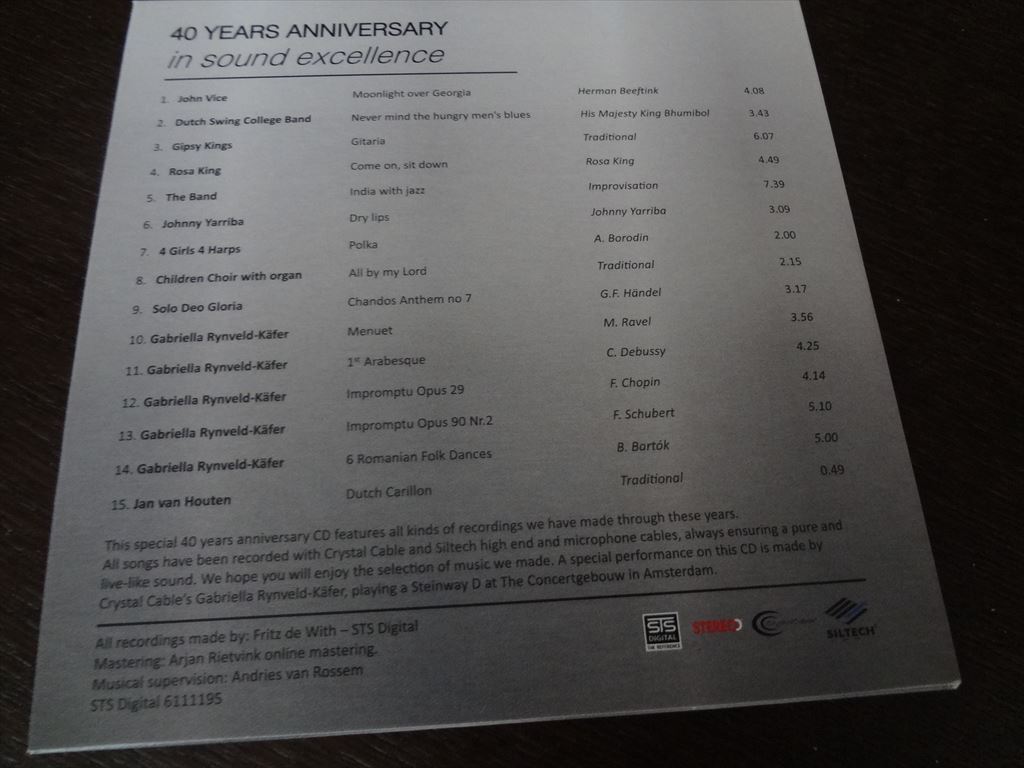 40 YEARS ANNIVERSARY
in sound excellence
1. John Vice Moonlight over Georgia Herman Beeftink 4.08
2. Dutch Swing College Band Never mind the hungry men's blues His Majesty King Bhumibol 3.43
3. Gipsy Kings Gitaria Traditional 6.07
4. Rosa King Come on, sit down Rosa King 4.49
5. The Band India with jazz Improvisation 7.39
6. Johnny Yarriba Dry lips Johnny Yarriba 3.09
7. 4 Girls 4 Harps Polka A. Borodin 2.00
8. Children Choir with organ All by my Lord Traditional 2.15
9. Solo Deo Gloria Chandos Anthem no 7 G.F. Händel 3.17
10. Gabriella Rynveld-Käfer Menuet M. Ravel 3.56
11. Gabriella Rynveld-Käfer 1st Arabesque C. Debussy 4.25
12. Gabriella Rynveld-Käfer Impromptu Opus 29 F. Chopin 4.14
13. Gabriella Rynveld-Käfer Impromptu Opus 90 Nr.2 F. Schubert 5.10
14. Gabriella Rynveld-Käfer 6 Romanian Folk Dances B. Bartók 5.00
15. Jan van Houten Dutch Carillon Traditional 0.49
This special 40 years anniversary CD features all kinds of recordings we have made through these years.
All songs have been recorded with Crystal Cable and Siltech high end and microphone cables, always ensuring a pure and
live-like sound. We hope you will enjoy the selection of music we made. A special performance on this CD is made by
Crystal Cable's Gabriella Rynveld-Käfer, playing a Steinway D at The Concertgebouw in Amsterdam.
All recordings made by: Fritz de With – STS Digital
Mastering: Arjan Rietvink online mastering.
Musical supervision: Andries van Rossem
STS Digital 6111195
STS
DIGITAL
THE REFERENCE
STEREO
SILTECH